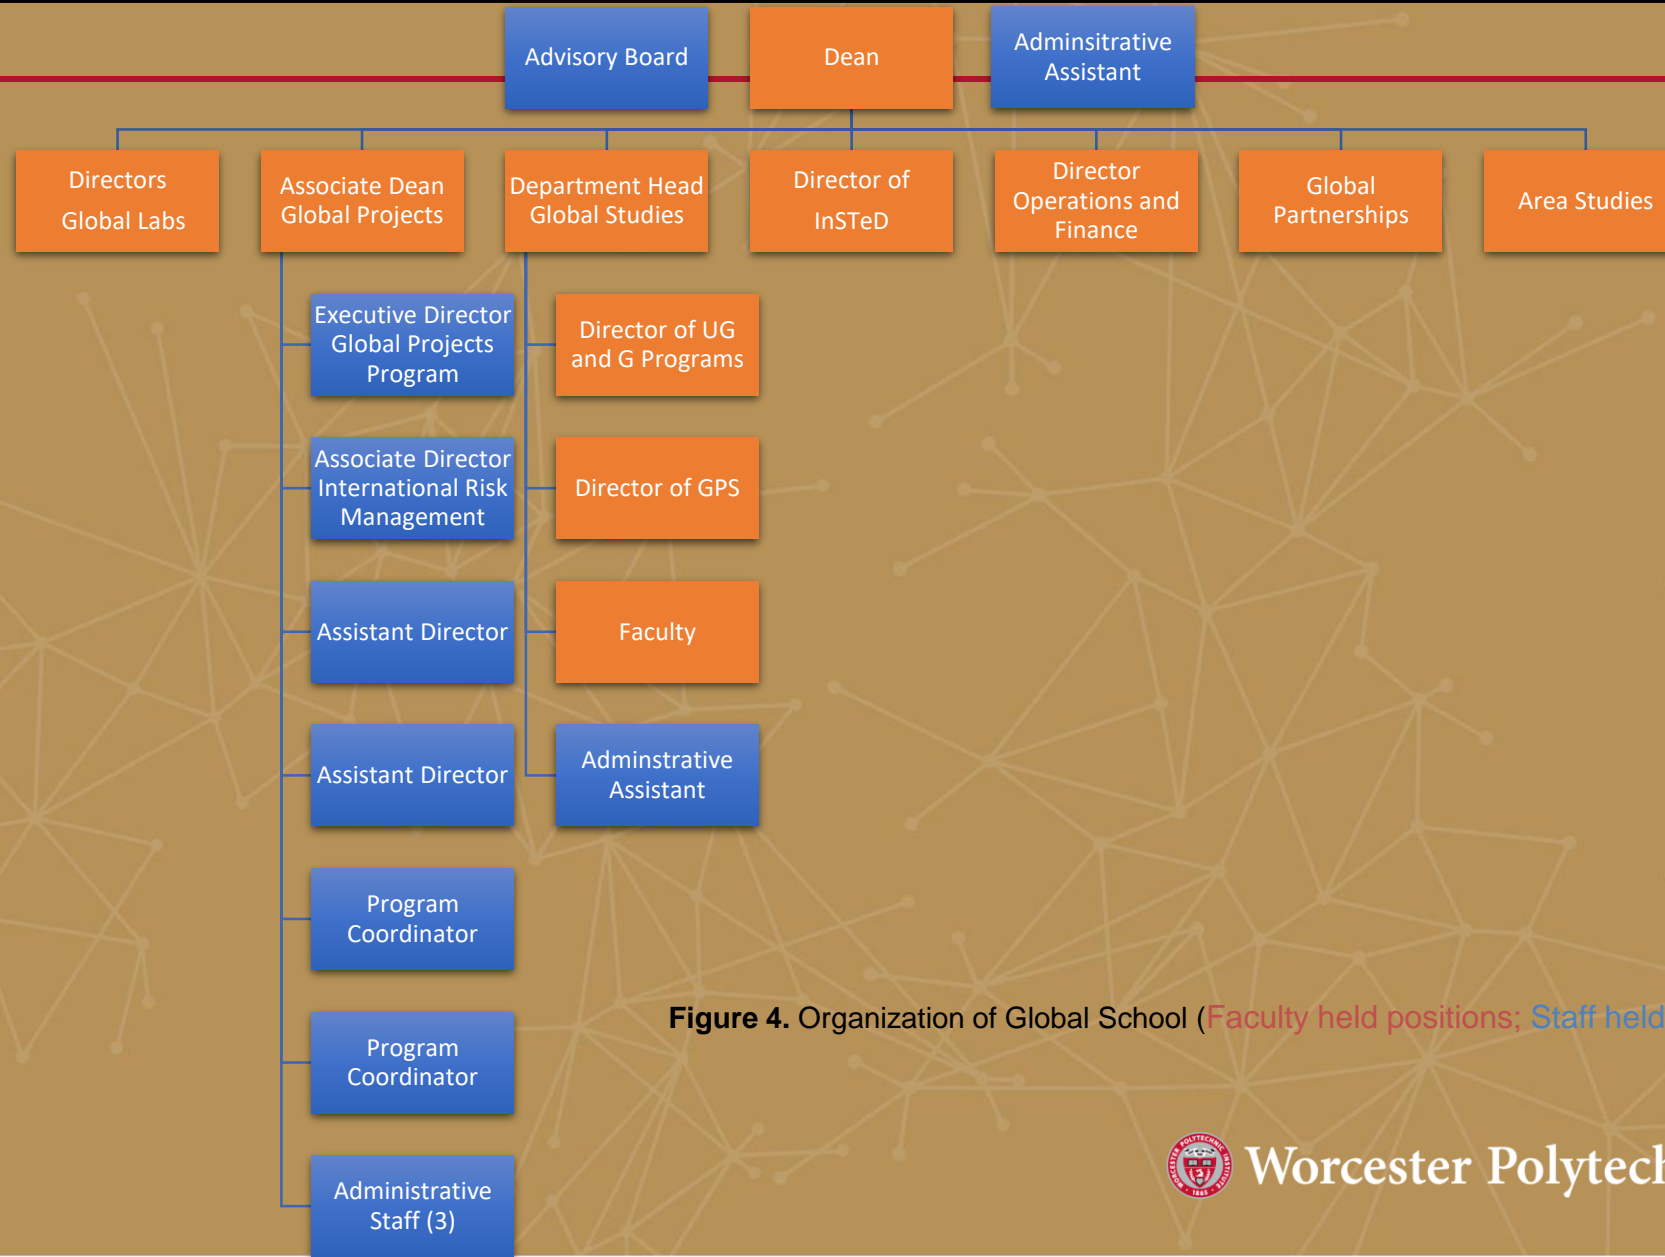 Advisory Board
Dean
Adminsitrative
Assistant
Directors
Global Labs
Associate Dean
Global Projects
Department Head
Global Studies
Director of
InSTeD
Director
Operations and
Finance
Global
Partnerships
Area Studies
Executive Director
Global Projects
Program
Director of UG
and G Programs
Associate Director
International Risk
Management
Director of GPS
Assistant Director
Faculty
Assistant Director
Adminstrative
Assistant
Program
Coordinator
Program
Coordinator
Administrative
Staff (3)
Figure 4. Organization of Global School (Faculty held positions; Staff held
Worcester Polytech